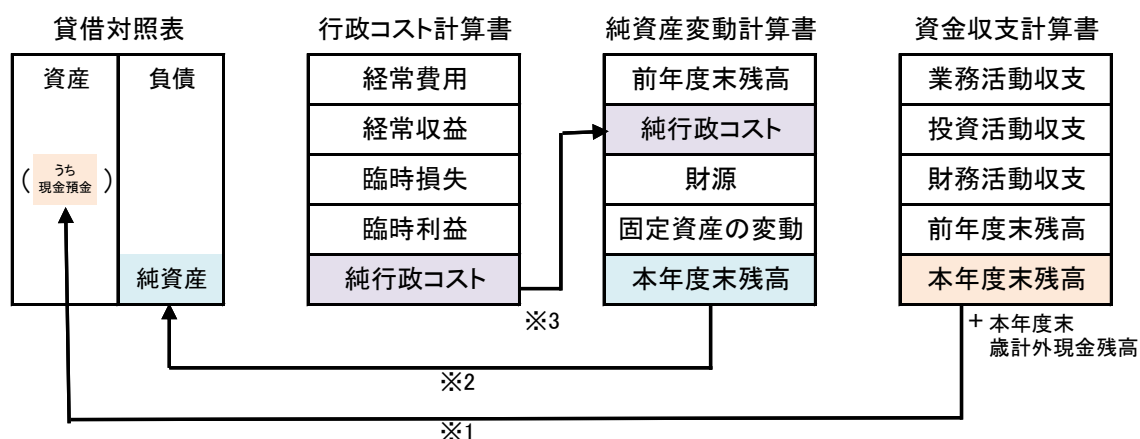 貸借対照表
資産
負債
(うち
現金預金)
純資産
行政コスト計算書
経常費用
経常収益
臨時損失
臨時利益
純行政コスト
純資産変動計算書
前年度末残高
純行政コスト
財源
固定資産の変動
本年度末残高
資金収支計算書
業務活動収支
投資活動収支
財務活動収支
前年度末残高
本年度末残高
+ 本年度末
歳計外現金残高
※3
※2
※1